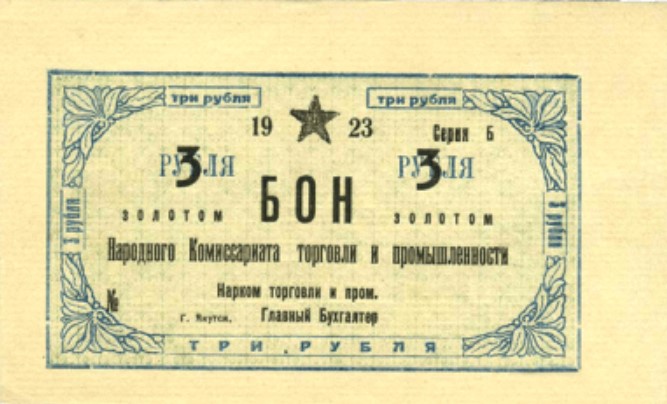 три рубля три рубля
19 23 Серия Б
3 РУБЛЯ 3 РУБЛЯ
БОН
ЗОЛОТОМ ЗОЛОТОМ
3 рубля 3 рубля
Народного Комиссариата торговли и промышленности
Нарком торговли и пром.
№
г. Якутск. Главный Бухгалтер
ТРИ РУБЛЯ